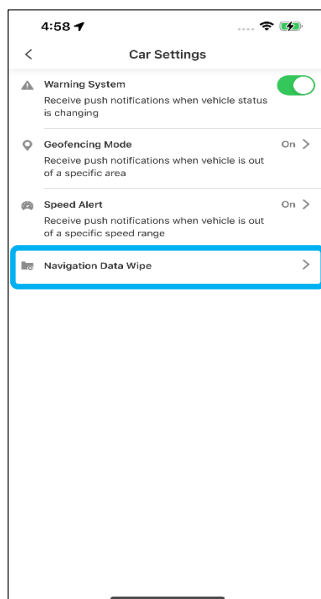 4:58
Car Settings
Warning System
Receive push notifications when vehicle status
is changing
Geofencing Mode On
Receive push notifications when vehicle is out
of a specific area
Speed Alert On
Receive push notifications when vehicle is out
of a specific speed range
Navigation Data Wipe